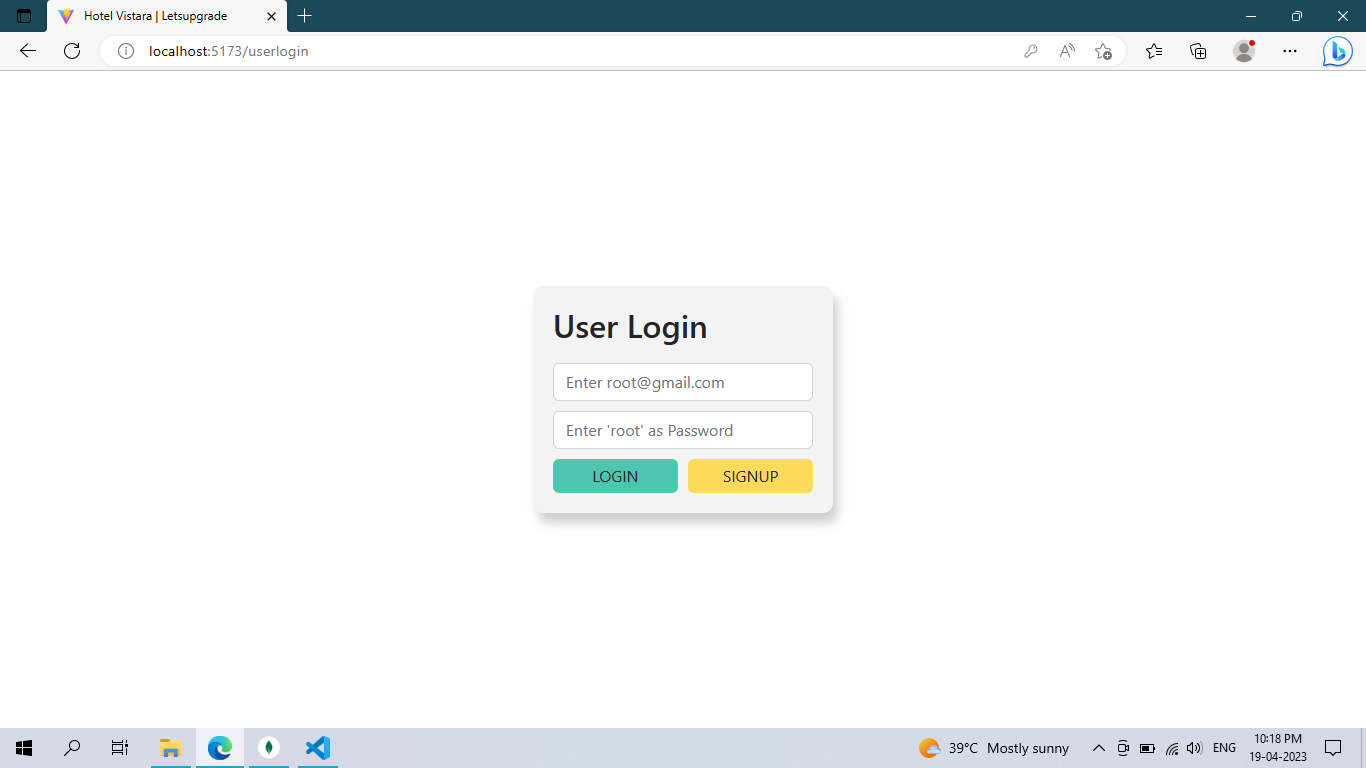 Hotel Vistara | Letsupgrade
localhost:5173/userlogin
User Login
Enter root@gmail.com
Enter 'root' as Password
LOGIN SIGNUP
39°C Mostly sunny ENG 10:18 PM
19-04-2023